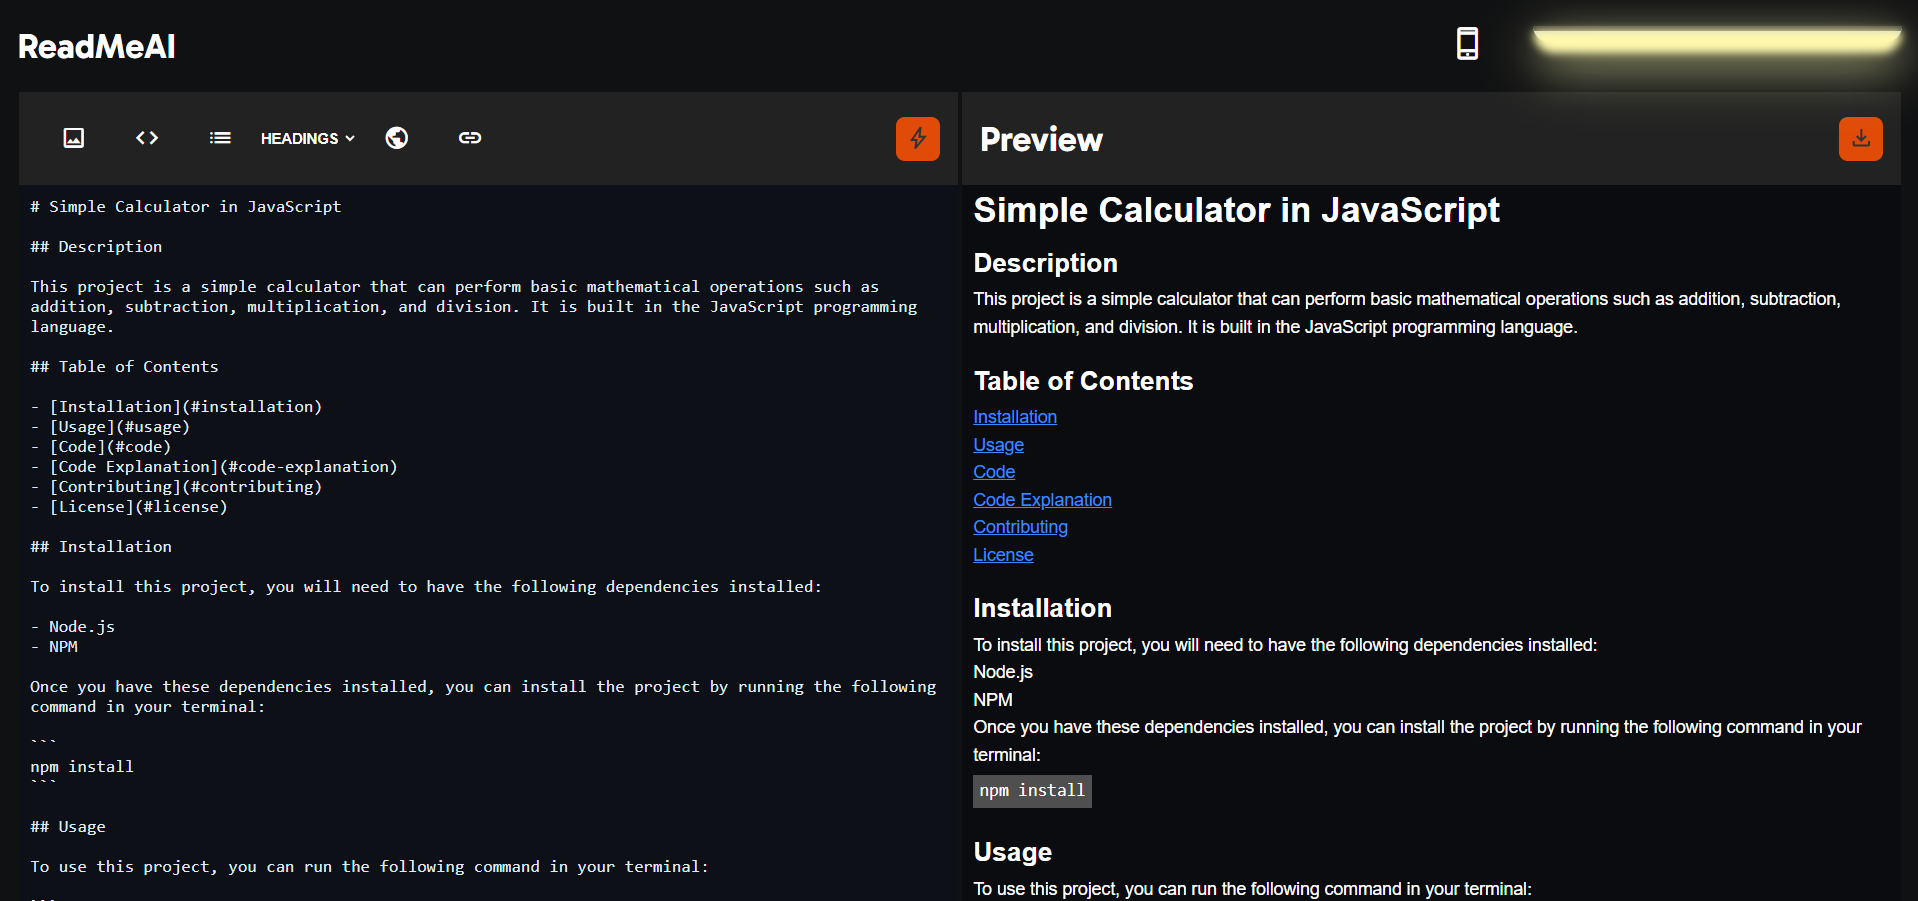 ReadMeAI
HEADINGS
# Simple Calculator in JavaScript
## Description
This project is a simple calculator that can perform basic mathematical operations such as
addition, subtraction, multiplication, and division. It is built in the JavaScript programming
language.
## Table of Contents
- [Installation](#installation)
- [Usage](#usage)
- [Code](#code)
- [Code Explanation](#code-explanation)
- [Contributing](#contributing)
- [License](#license)
## Installation
To install this project, you will need to have the following dependencies installed:
- Node.js
- NPM
Once you have these dependencies installed, you can install the project by running the following
command in your terminal:
```
npm install
```
## Usage
To use this project, you can run the following command in your terminal:
```
Preview
Simple Calculator in JavaScript
Description
This project is a simple calculator that can perform basic mathematical operations such as addition, subtraction,
multiplication, and division. It is built in the JavaScript programming language.
Table of Contents
Installation
Usage
Code
Code Explanation
Contributing
License
Installation
To install this project, you will need to have the following dependencies installed:
Node.js
NPM
Once you have these dependencies installed, you can install the project by running the following command in your
terminal:
npm install
Usage
To use this project, you can run the following command in your terminal: